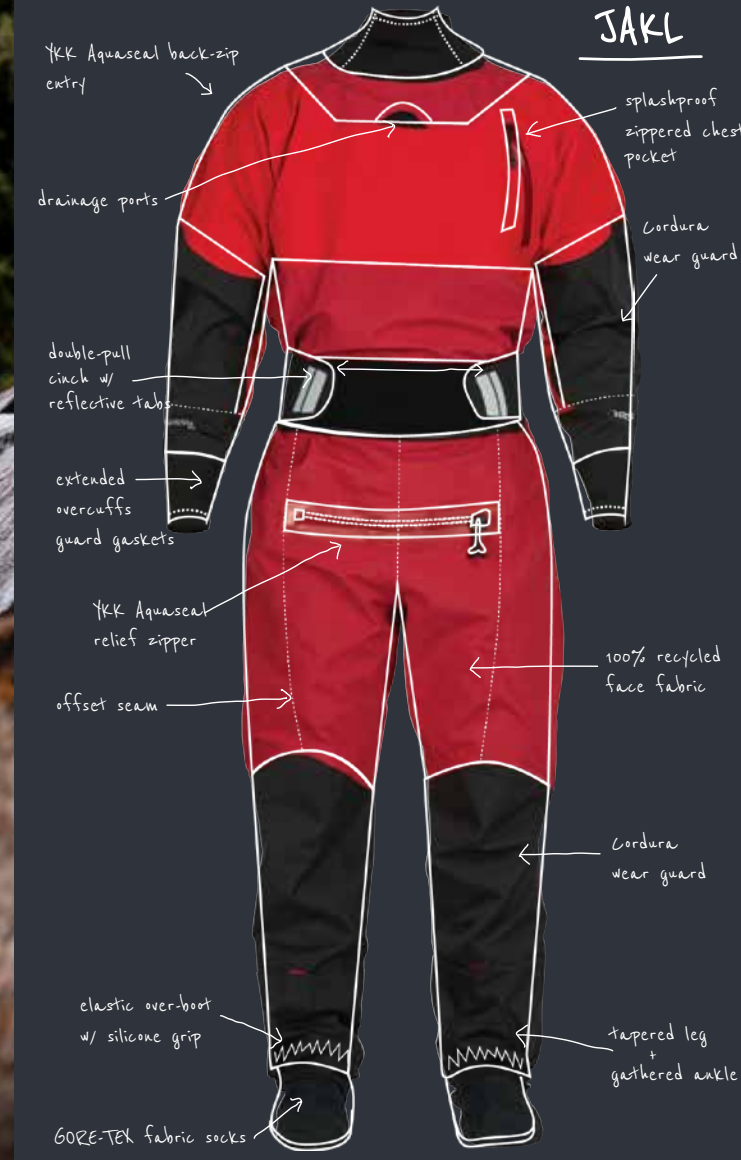 JAKL
YKK Aquaseal back-zip
entry
splashproof
zippered chest
pocket
drainage ports
Cordura
wear guard
double-pull
cinch w/
reflective tabs
extended
overcuffs
guard gaskets
YKK Aquaseal
relief zipper
100% recycled
face fabric
offset seam
Cordura
wear guard
elastic over-boot
w/ silicone grip
tapered leg
+
gathered ankle
GORE-TEX fabric socks